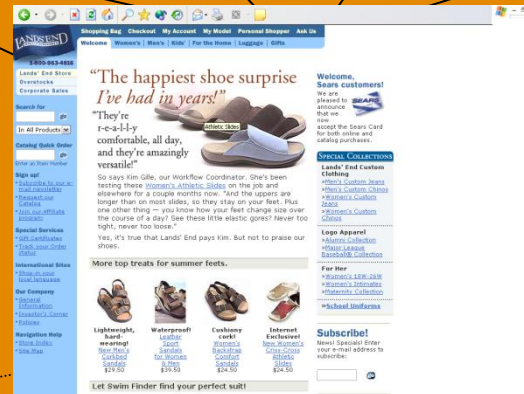 Shopping Bag Checkout My Account My Model Personal Shopper Ask Us
Welcome | Women's | Men's | Kids' | For the Home | Luggage | Gifts
LANDS' END
1-800-963-4816
Lands' End Store
Overstocks
Corporate Sales
Search for
go
In All Products
Catalog Quick Order
go
Enter an Item Number
Sign up!
Subscribe to our e-
mail newsletter
Request our
Catalog
Join our affiliate
program
Special Services
Gift Certificates
Track your Order
status
International Sites
Shop in your
local language
Our Company
General
Information
Investor's Corner
Policies
Navigation Help
Store Index
Site Map
“The happiest shoe surprise
I've had in years!”
“They're
r-e-a-l-l-y
comfortable, all day,
and they're amazingly
versatile!”
Athletic Slides
So says Kim Gille, our Workflow Coordinator. She's been
testing these Women's Athletic Slides on the job and
elsewhere for a couple months now. "And the uppers are
longer than on most slides, so they stay on your feet. Plus
one other thing — you know how your feet change size over
the course of a day? See these little elastic gores? Never too
tight, never too loose."
Yes, it's true that Lands' End pays Kim. But not to praise our
shoes.
More top treats for summer feets.
Lightweight,
hard-
wearing!
New Men's
Corkbed
Sandals
$29.50
Waterproof!
Leather
Sport
Sandals
for Women
& Men
$39.50
Cushiony
cork!
Women's
Backstrap
Comfort
Sandals
$24.50
Internet
Exclusive!
New Women's
Criss-Cross
Athletic
Slides
$24.50
Let Swim Finder find your perfect suit!
Welcome,
Sears customers!
We are
pleased to
announce
that we
now
accept the Sears Card
for both online and
catalog purchases.
SEARS
SPECIAL COLLECTIONS
Lands' End Custom
Clothing
»Men's Custom Jeans
»Men's Custom Chinos
»Women's Custom
Jeans
»Women's Custom
Chinos
Logo Apparel
»Alumni Collection
»Major League
Baseball® Collection
For Her
»Women's 18W-26W
»Women's Intimates
»Maternity Collection
»School Uniforms
Subscribe!
News! Specials! Enter
your e-mail address to
subscribe:
go